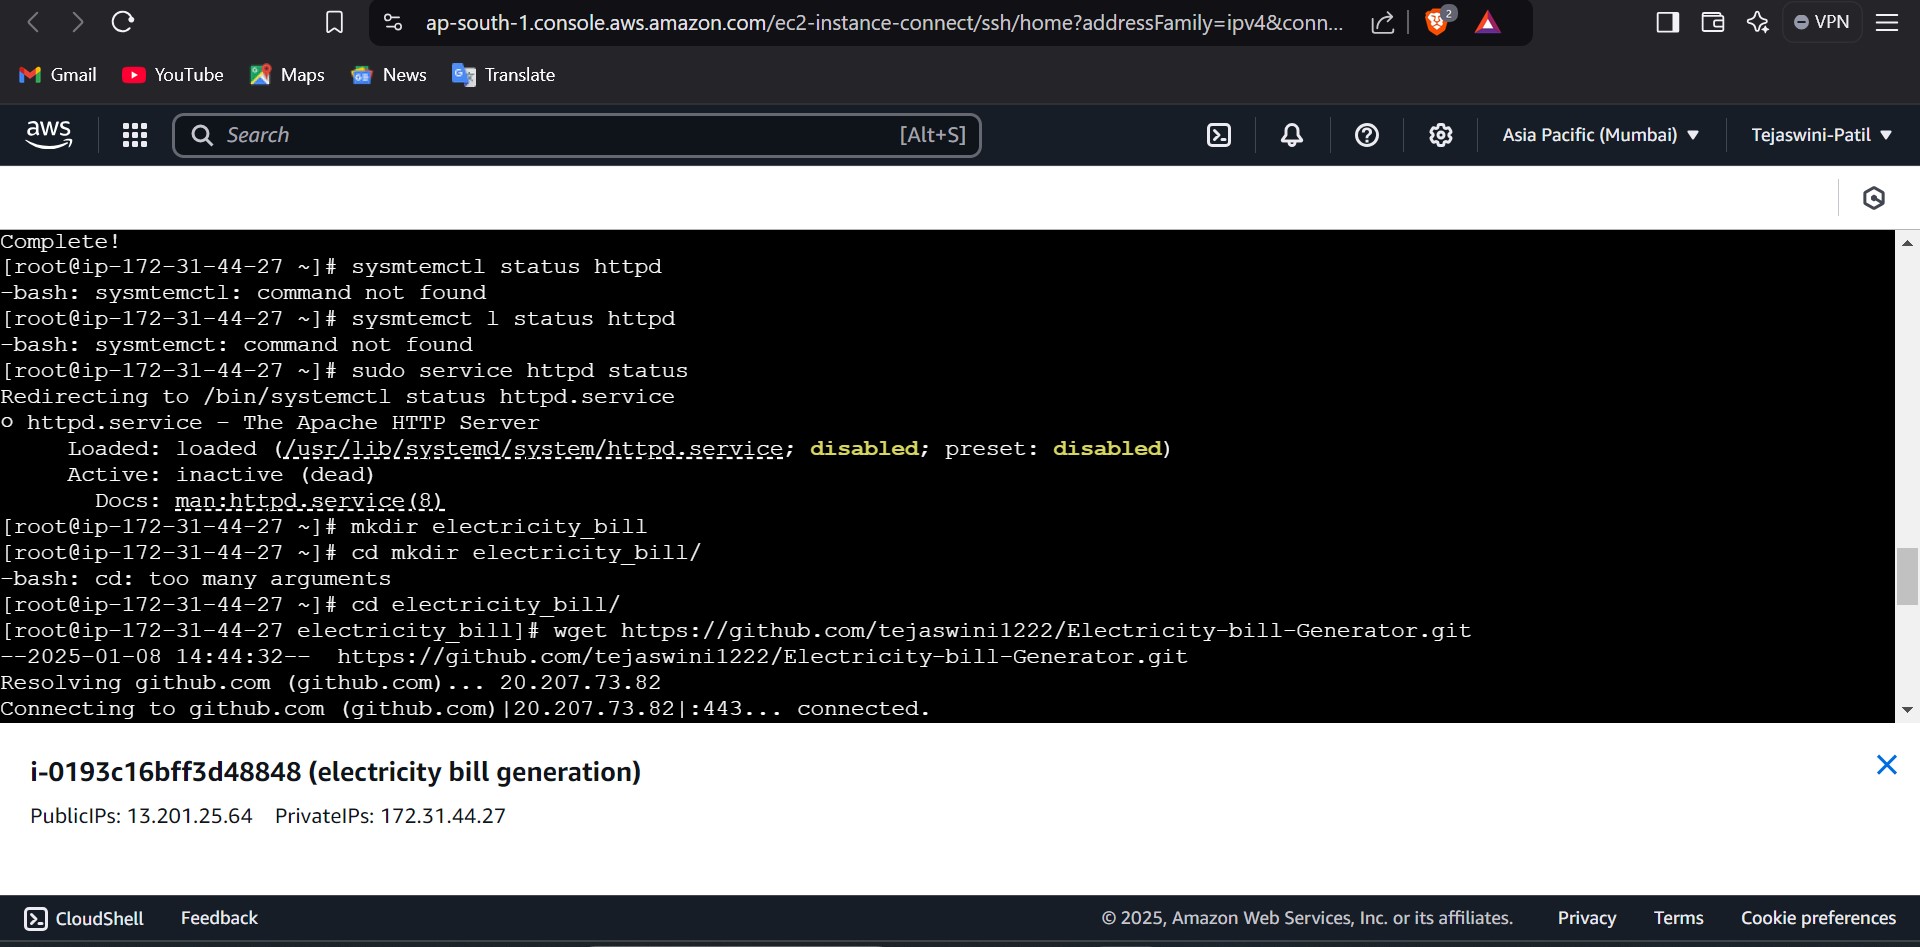 ap-south-1.console.aws.amazon.com/ec2-instance-connect/ssh/home?addressFamily=ipv4&conn...
2
VPN
Gmail
YouTube
Maps
News
Translate
aws
Search
[Alt+S]
Asia Pacific (Mumbai)
Tejaswini-Patil
Complete!
[root@ip-172-31-44-27 ~]# sysmtemctl status httpd
-bash: sysmtemctl: command not found
[root@ip-172-31-44-27 ~]# sysmtemct l status httpd
-bash: sysmtemct: command not found
[root@ip-172-31-44-27 ~]# sudo service httpd status
Redirecting to /bin/systemctl status httpd.service
○ httpd.service - The Apache HTTP Server
Loaded: loaded (/usr/lib/systemd/system/httpd.service; disabled; preset: disabled)
Active: inactive (dead)
Docs: man:httpd.service(8)
[root@ip-172-31-44-27 ~]# mkdir electricity_bill
[root@ip-172-31-44-27 ~]# cd mkdir electricity_bill/
-bash: cd: too many arguments
[root@ip-172-31-44-27 ~]# cd electricity_bill/
[root@ip-172-31-44-27 electricity_bill]# wget https://github.com/tejaswini1222/Electricity-bill-Generator.git
--2025-01-08 14:44:32--  https://github.com/tejaswini1222/Electricity-bill-Generator.git
Resolving github.com (github.com)... 20.207.73.82
Connecting to github.com (github.com)|20.207.73.82|:443... connected.
i-0193c16bff3d48848 (electricity bill generation)
PublicIPs: 13.201.25.64 PrivateIPs: 172.31.44.27
CloudShell
Feedback
© 2025, Amazon Web Services, Inc. or its affiliates.
Privacy
Terms
Cookie preferences